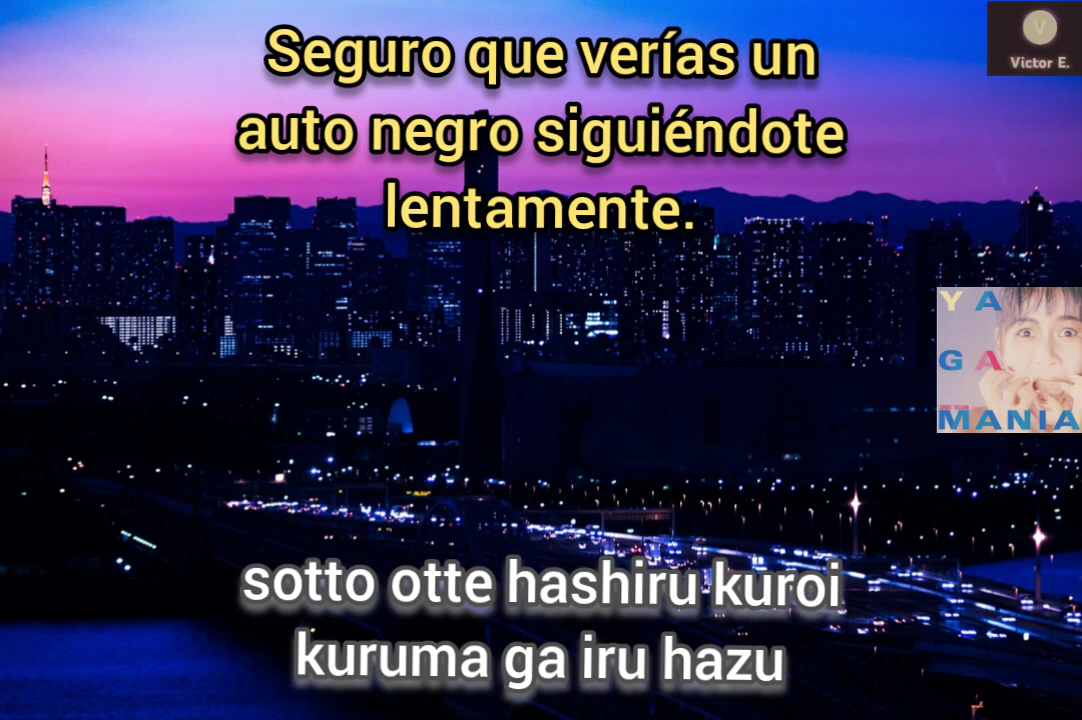 Seguro que verías un
auto negro siguiéndote
lentamente.
V
Victor E.
Y A
G A
MANIA
sotto otte hashiru kuroi
kuruma ga iru hazu